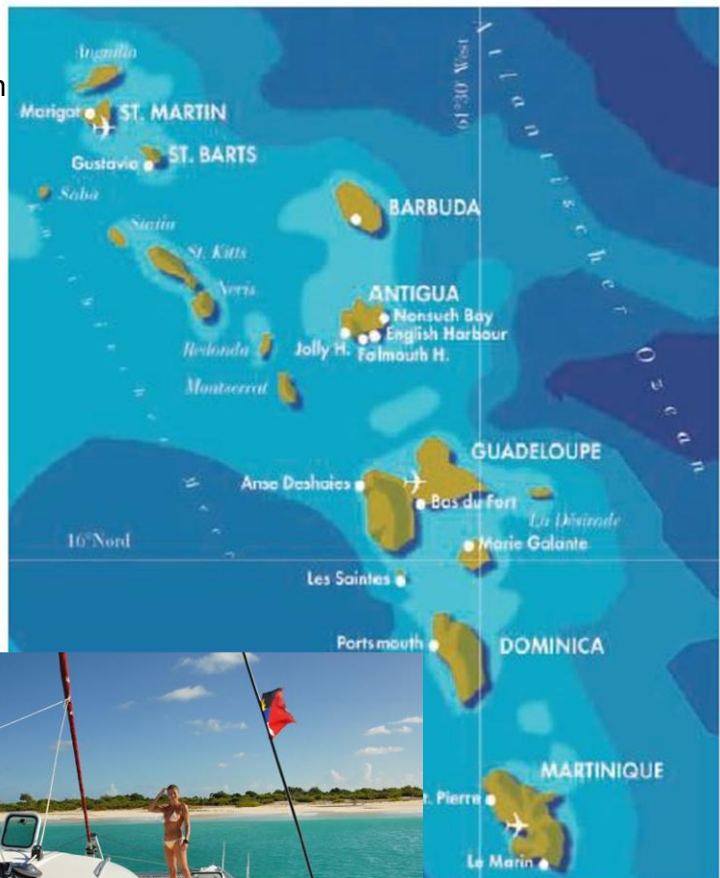 n
Anguilla
Marigot
ST. MARTIN
Gustavia
ST. BARTS
Saba
Statia
St. Kitts
Nevis
BARBUDA
61°30' West
Atlantischer Ozean
ANTIGUA
Nonsuch Bay
English Harbour
Jolly H.
Falmouth H.
Redonda
Montserrat
GUADELOUPE
Anse Deshaies
Bas du Fort
La Désirade
16°Nord
Marie Galante
Les Saintes
Portsmouth
DOMINICA
MARTINIQUE
t. Pierre
Le Marin